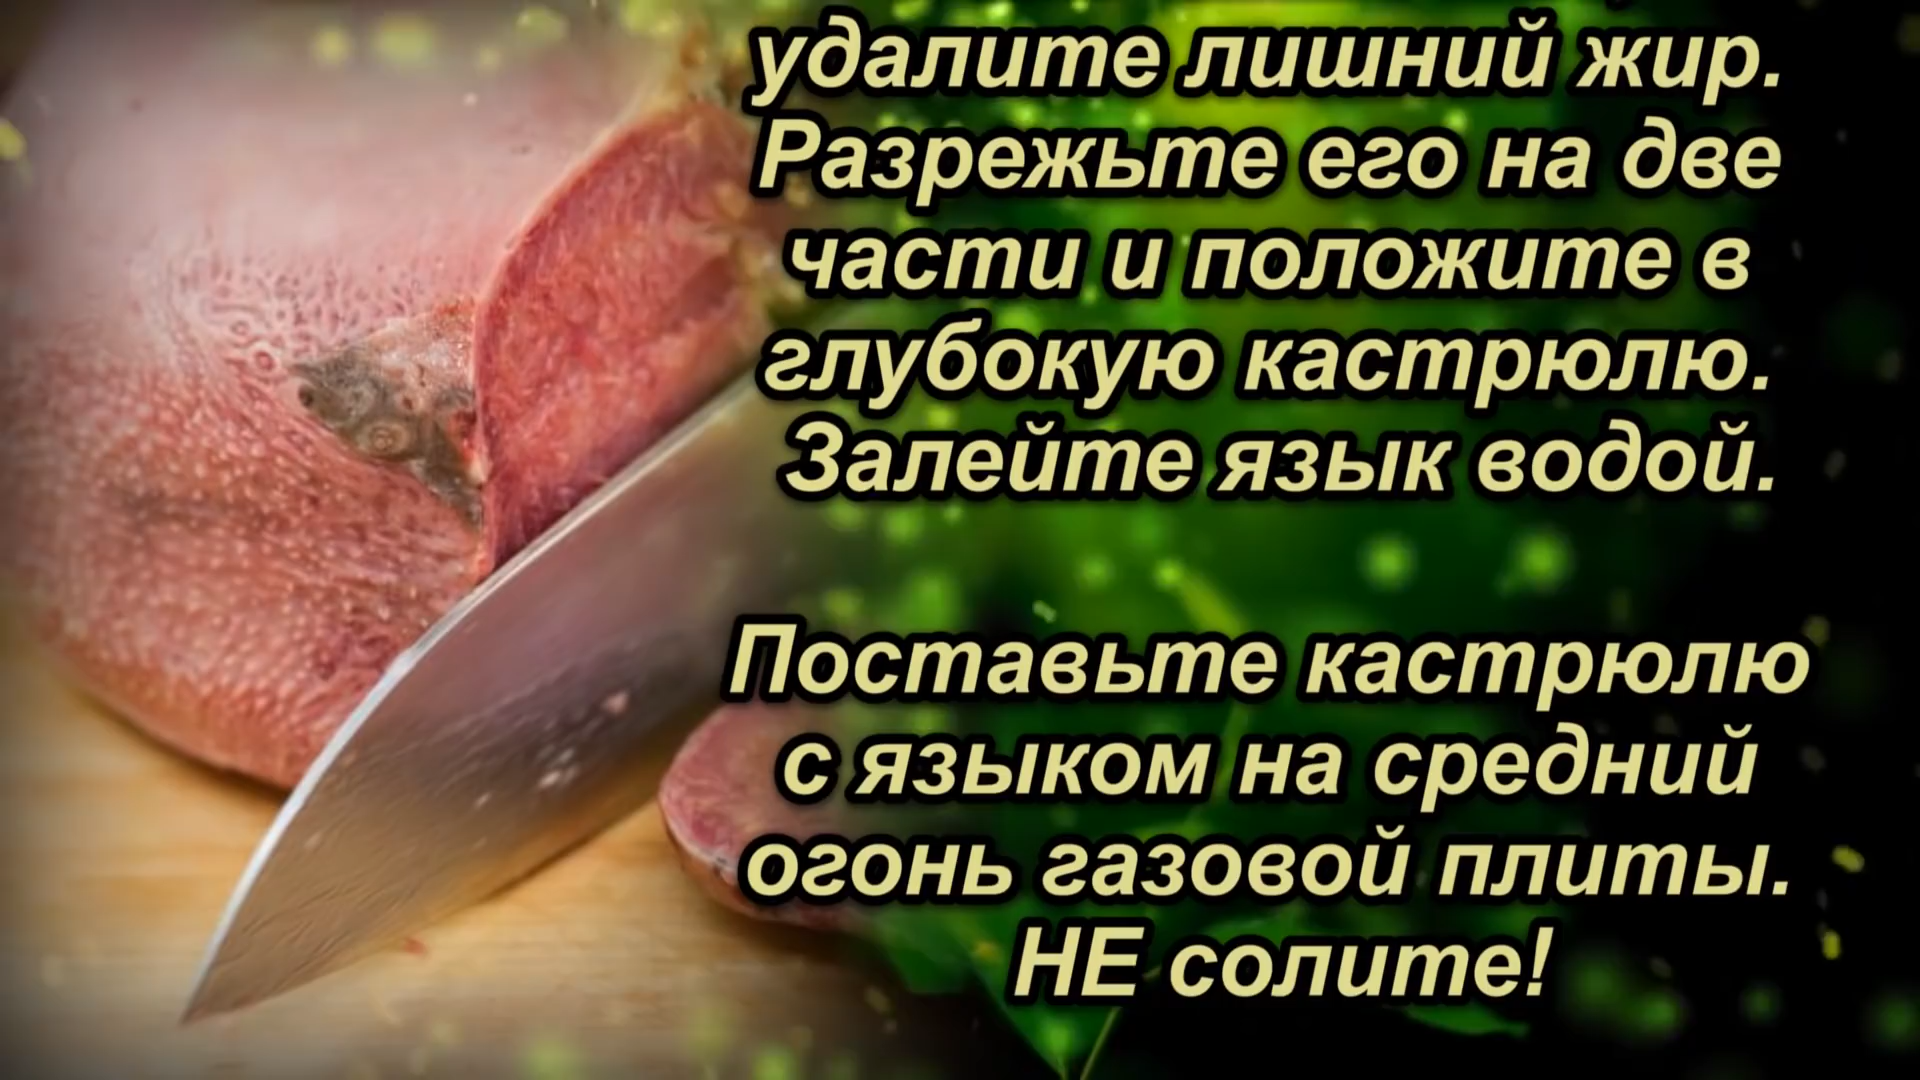 удалите лишний жир.
Разрежьте его на две
части и положите в
глубокую кастрюлю.
Залейте язык водой.
Поставьте кастрюлю
с языком на средний
огонь газовой плиты.
НЕ солите!